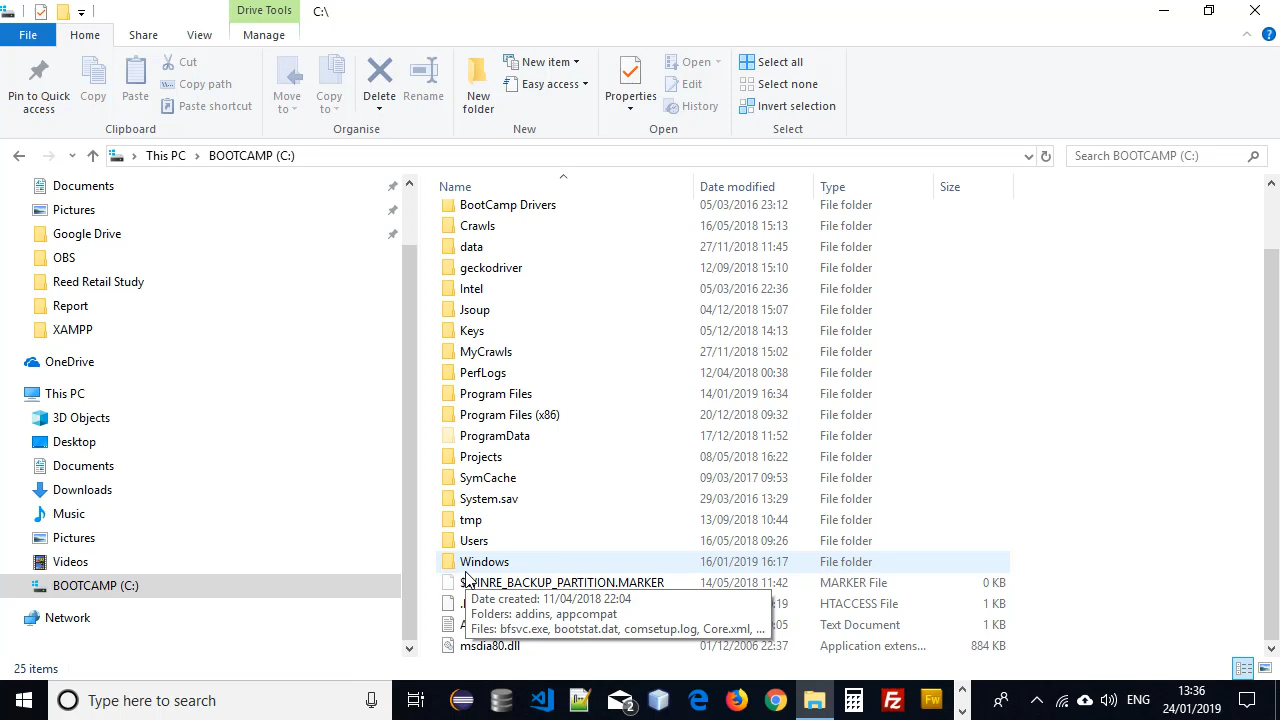 Drive Tools
C:\
File
Home
Share
View
Manage
Pin to Quick access
Copy
Paste
Cut
Copy path
Paste shortcut
Clipboard
Move to
Copy to
Delete
Rename
Organise
New folder
New item
Easy access
New
Properties
Open
Edit
History
Open
Select all
Select none
Invert selection
Select
This PC > BOOTCAMP (C:)
Search BOOTCAMP (C:)
Documents
Pictures
Google Drive
OBS
Reed Retail Study
Report
XAMPP
OneDrive
This PC
3D Objects
Desktop
Documents
Downloads
Music
Pictures
Videos
BOOTCAMP (C:)
Network
Name Date modified Type Size
BootCamp Drivers 05/03/2016 23:12 File folder
Crawls 16/05/2018 15:13 File folder
data 27/11/2018 11:45 File folder
geckodriver 12/09/2018 15:10 File folder
Intel 05/03/2016 22:36 File folder
Jsoup 04/12/2018 15:07 File folder
Keys 05/12/2018 14:13 File folder
MyCrawls 27/11/2018 15:02 File folder
PerfLogs 12/04/2018 00:38 File folder
Program Files 14/01/2019 16:34 File folder
Program Files (x86) 20/12/2018 09:32 File folder
ProgramData 17/12/2018 11:52 File folder
Projects 08/05/2018 16:22 File folder
SymCache 09/03/2017 09:53 File folder
System.sav 29/03/2016 13:29 File folder
tmp 13/09/2018 10:44 File folder
Users 16/05/2018 09:26 File folder
Windows 16/01/2019 16:17 File folder
14/05/2018 11:42 MARKER File 0 KB
HTACCESS File 0 KB
Text Document 0 KB
msdia80.dll 01/12/2006 22:37 Application extens... 884 KB
Date created: 11/04/2018 22:04
Folders: addins, appcompat
Files: bfsvc.exe, bootstat.dat, comsetup.log, Core.xml, ...
25 items
Type here to search
2
Fw
ENG
13:36
24/01/2019